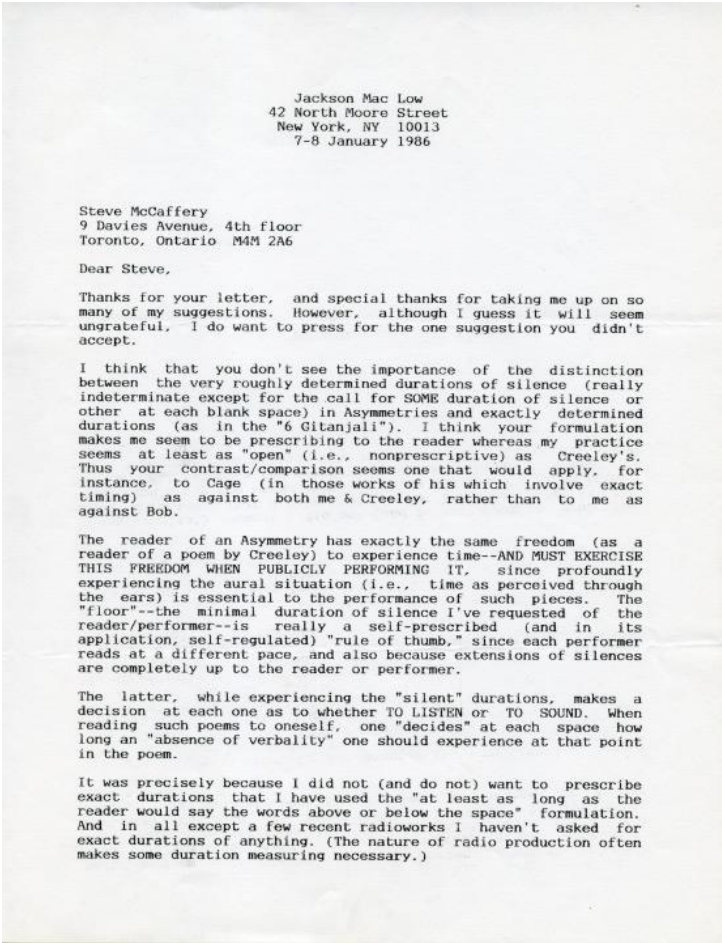 Jackson Mac Low
42 North Moore Street
New York, NY 10013
7-8 January 1986
Steve McCaffery
9 Davies Avenue, 4th floor
Toronto, Ontario M4M 2A6
Dear Steve,
Thanks for your letter, and special thanks for taking me up on so
many of my suggestions. However, although I guess it will seem
ungrateful, I do want to press for the one suggestion you didn't
accept.
I think that you don't see the importance of the distinction
between the very roughly determined durations of silence (really
indeterminate except for the call for SOME duration of silence or
other at each blank space) in Asymmetries and exactly determined
durations (as in the "6 Gitanjali"). I think your formulation
makes me seem to be prescribing to the reader whereas my practice
seems at least as "open" (i.e., nonprescriptive) as Creeley's.
Thus your contrast/comparison seems one that would apply, for
instance, to Cage (in those works of his which involve exact
timing) as against both me & Creeley, rather than to me as
against Bob.
The reader of an Asymmetry has exactly the same freedom (as a
reader of a poem by Creeley) to experience time--AND MUST EXERCISE
THIS FREEDOM WHEN PUBLICLY PERFORMING IT, since profoundly
experiencing the aural situation (i.e., time as perceived through
the ears) is essential to the performance of such pieces. The
"floor"--the minimal duration of silence I've requested of the
reader/performer--is really a self-prescribed (and in its
application, self-regulated) "rule of thumb," since each performer
reads at a different pace, and also because extensions of silences
are completely up to the reader or performer.
The latter, while experiencing the "silent" durations, makes a
decision at each one as to whether TO LISTEN or TO SOUND. When
reading such poems to oneself, one "decides" at each space how
long an "absence of verbality" one should experience at that point
in the poem.
It was precisely because I did not (and do not) want to prescribe
exact durations that I have used the "at least as long as the
reader would say the words above or below the space" formulation.
And in all except a few recent radioworks I haven't asked for
exact durations of anything. (The nature of radio production often
makes some duration measuring necessary.)